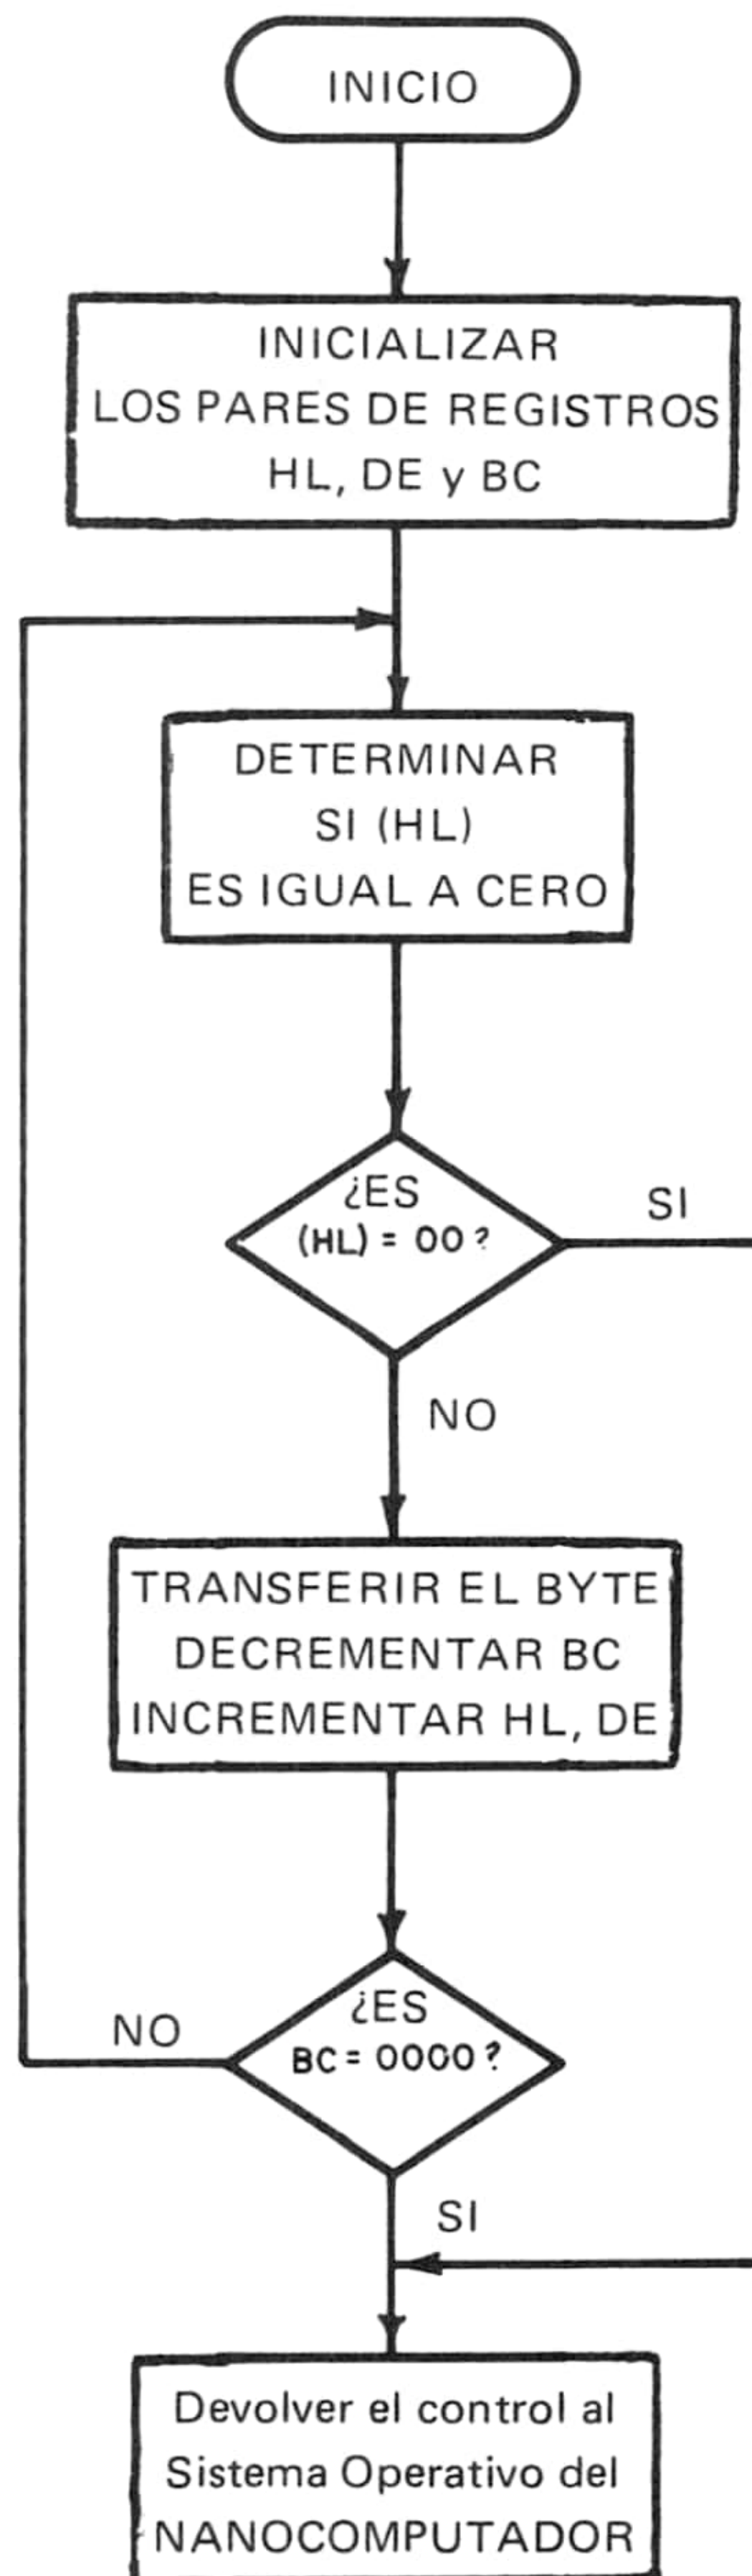 INICIO
INICIALIZAR
LOS PARES DE REGISTROS
HL, DE y BC
DETERMINAR
SI (HL)
ES IGUAL A CERO
¿ES
(HL) = 00?
SI
NO
TRANSFERIR EL BYTE
DECREMENTAR BC
INCREMENTAR HL, DE
¿ES
BC = 0000?
NO
SI
Devolver el control al
Sistema Operativo del
NANOCOMPUTADOR